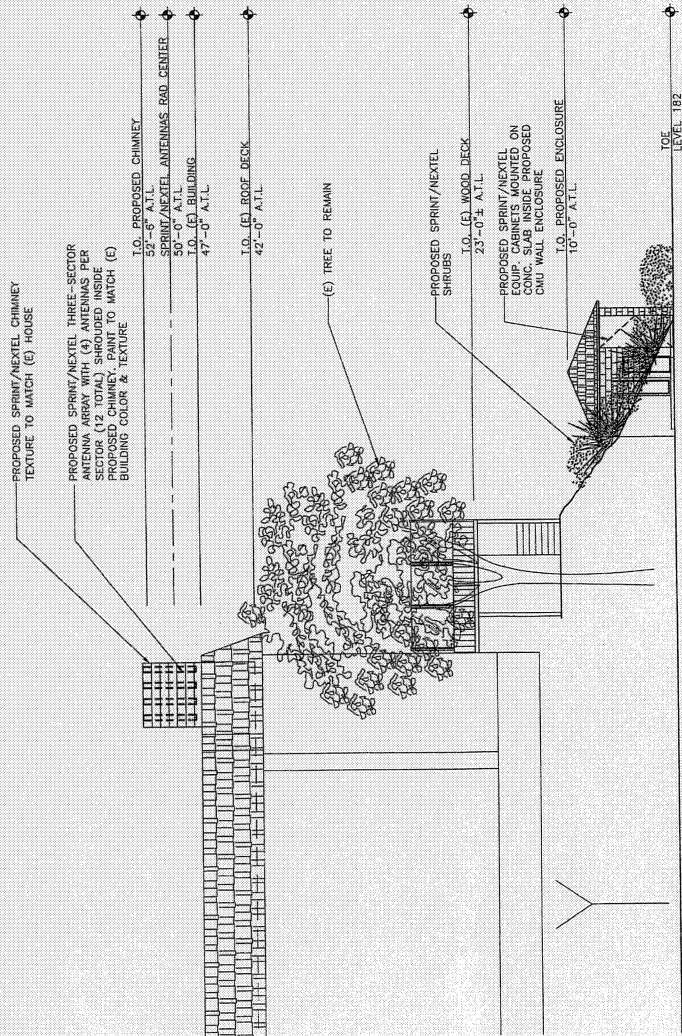 PROPOSED SPRINT/NEXTEL CHIMNEY
TEXTURE TO MATCH (E) HOUSE
PROPOSED SPRINT/NEXTEL THREE-SECTOR
ANTENNA ARRAY WITH (4) ANTENNAS PER
SECTOR (12 TOTAL) SHROUDED INSIDE
PROPOSED CHIMNEY. PAINT TO MATCH (E)
BUILDING COLOR & TEXTURE
T.O. PROPOSED CHIMNEY
52'-6" A.T.L.
SPRINT/NEXTEL ANTENNAS RAD CENTER
50'-0" A.T.L.
T.O. (E) BUILDING
47'-0" A.T.L.
T.O. (E) ROOF DECK
42'-0" A.T.L.
(E) TREE TO REMAIN
PROPOSED SPRINT/NEXTEL
SHRUBS
T.O. (E) WOOD DECK
23'-0"± A.T.L.
PROPOSED SPRINT/NEXTEL
EQUIP. CABINETS MOUNTED ON
CONC. SLAB INSIDE PROPOSED
CMU WALL ENCLOSURE
T.O. PROPOSED ENCLOSURE
10'-0" A.T.L.
TOE
LEVEL 182